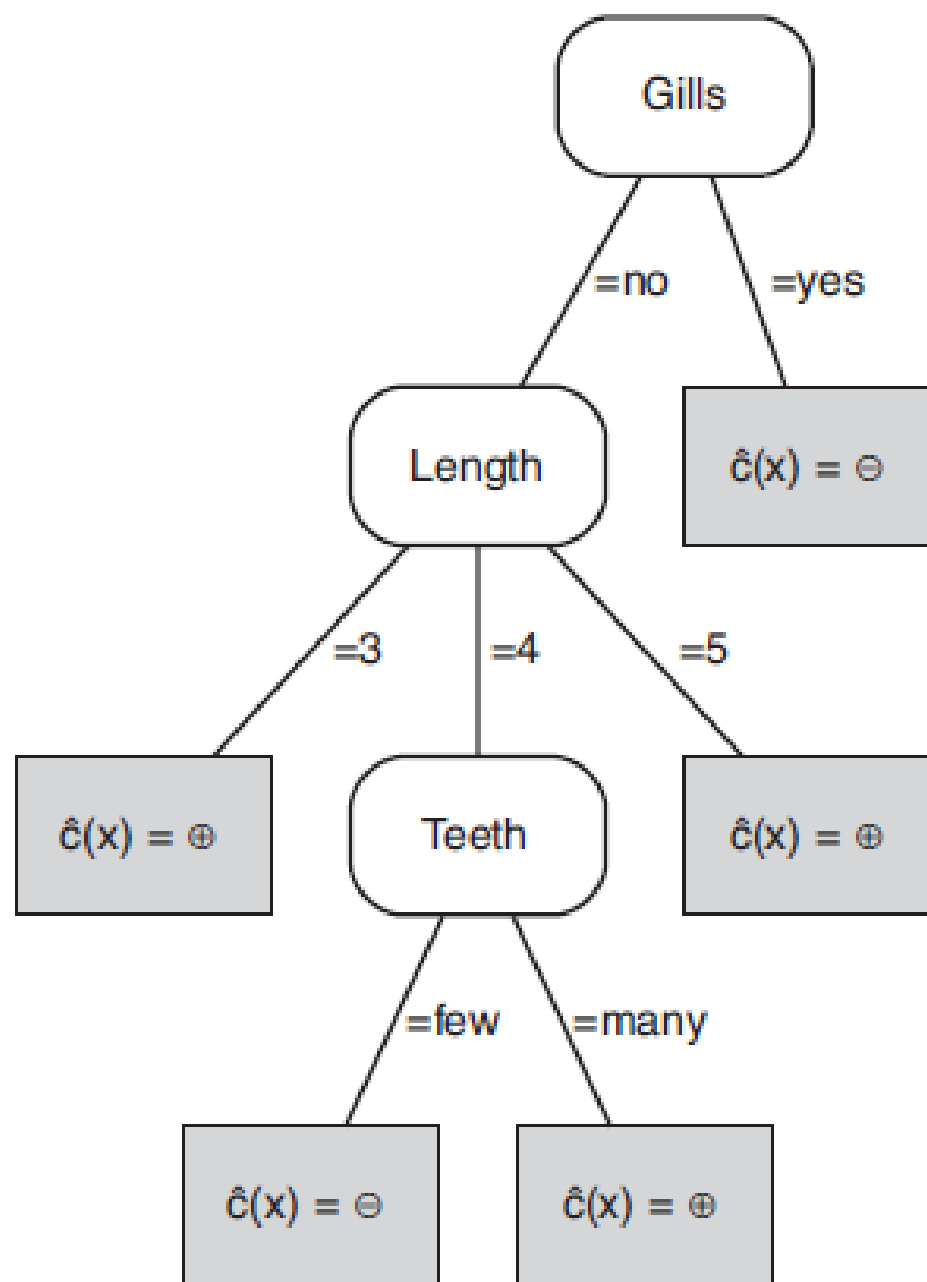 Gills
=no
=yes
Length
ĉ(x) = ⊖
=3
=4
=5
ĉ(x) = ⊕
Teeth
ĉ(x) = ⊕
=few
=many
ĉ(x) = ⊖
ĉ(x) = ⊕